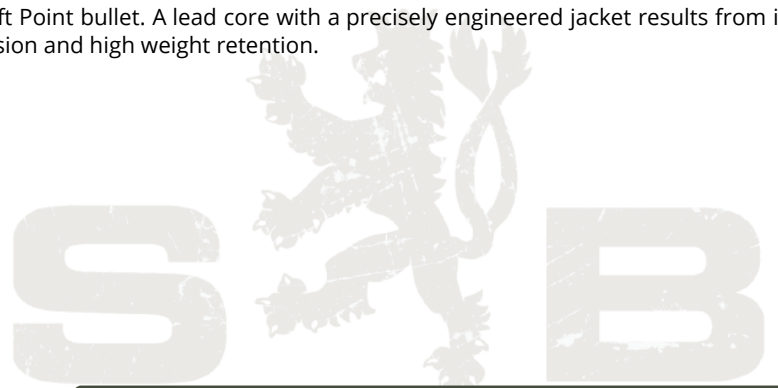 ft Point bullet. A lead core with a precisely engineered jacket results from i
sion and high weight retention.
S B